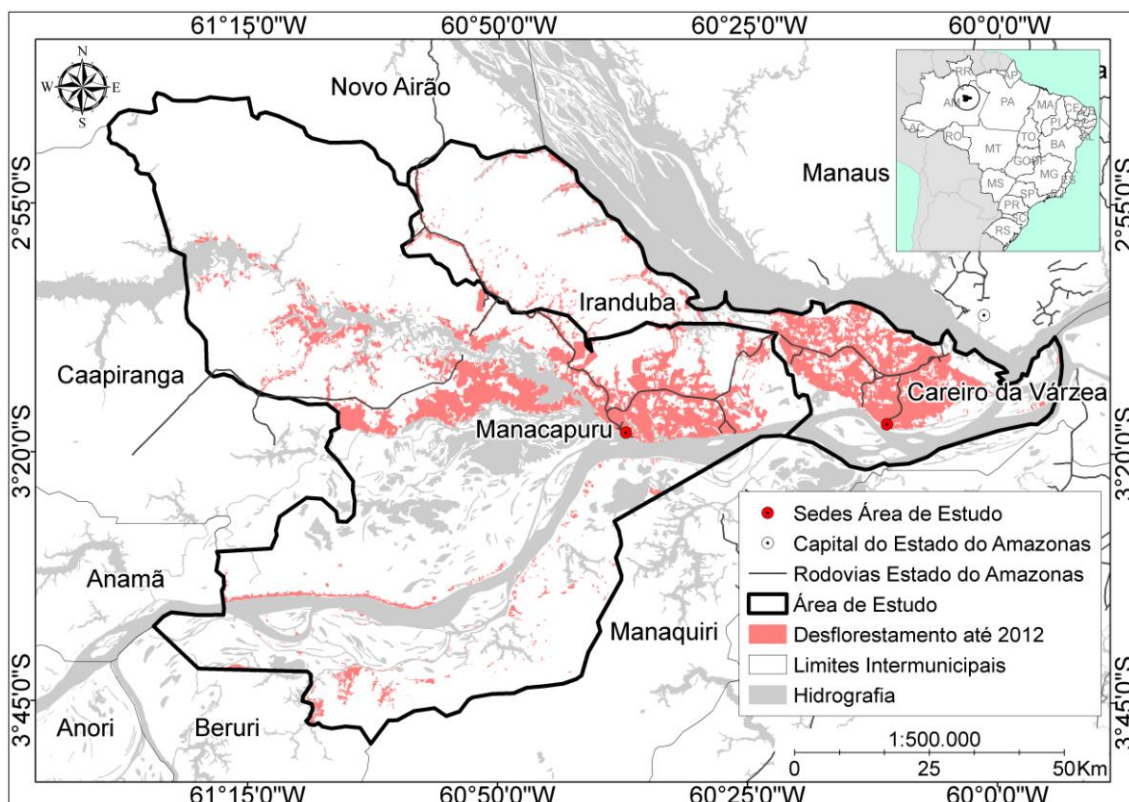 61°15'0"W 60°50'0"W 60°25'0"W 60°0'0"W
N
W E
S
Novo Airão
Manaus
RR
AP
AM
PA
MA
CE
AC
RO
TO
PI
BA
MT
GO
DF
MG
ES
MS
SP
PR
RS
2°55'0"S
2°55'0"S
Iranduba
Caapiranga
Careiro da Várzea
Manacapuru
3°20'0"S
3°20'0"S
Anamã
Manaquiri
Anori
Beruri
3°45'0"S
3°45'0"S
Sedes Área de Estudo
Capital do Estado do Amazonas
Rodovias Estado do Amazonas
Área de Estudo
Desflorestamento até 2012
Limites Intermunicipais
Hidrografia
1:500.000
0 25 50Km
61°15'0"W 60°50'0"W 60°25'0"W 60°0'0"W